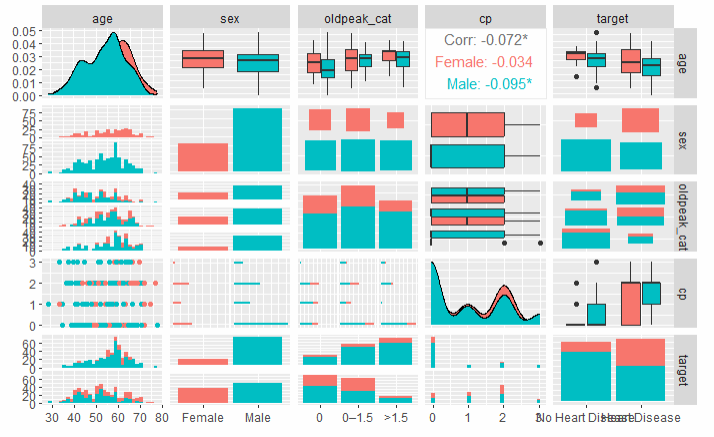 age sex oldpeak_cat cp target
0.05
0.04
0.03
0.02
0.01
0.00
Corr: -0.072*
Female: -0.034
Male: -0.095*
age
75
50
25
0
75
50
25
0
sex
oldpeak_cat
3
2
1
0
cp
60
40
20
0
60
40
20
0
target
30 40 50 60 70 80 Female Male 0 0–1.5 >1.5 0 1 2 3 No Heart Disease Heart Disease